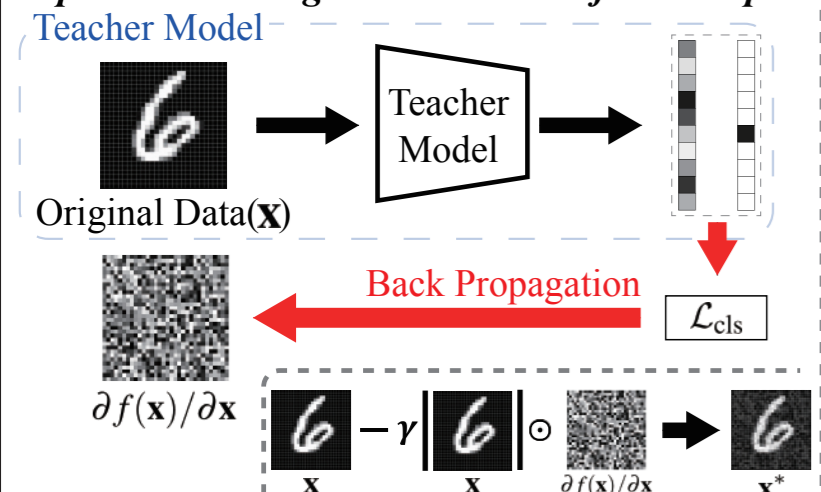 Teacher Model
Teacher
Model
Original Data(x)
Back Propagation
ℒcls
∂f(x)/∂x
− γ | | ⊙
x x ∂f(x)/∂x x*